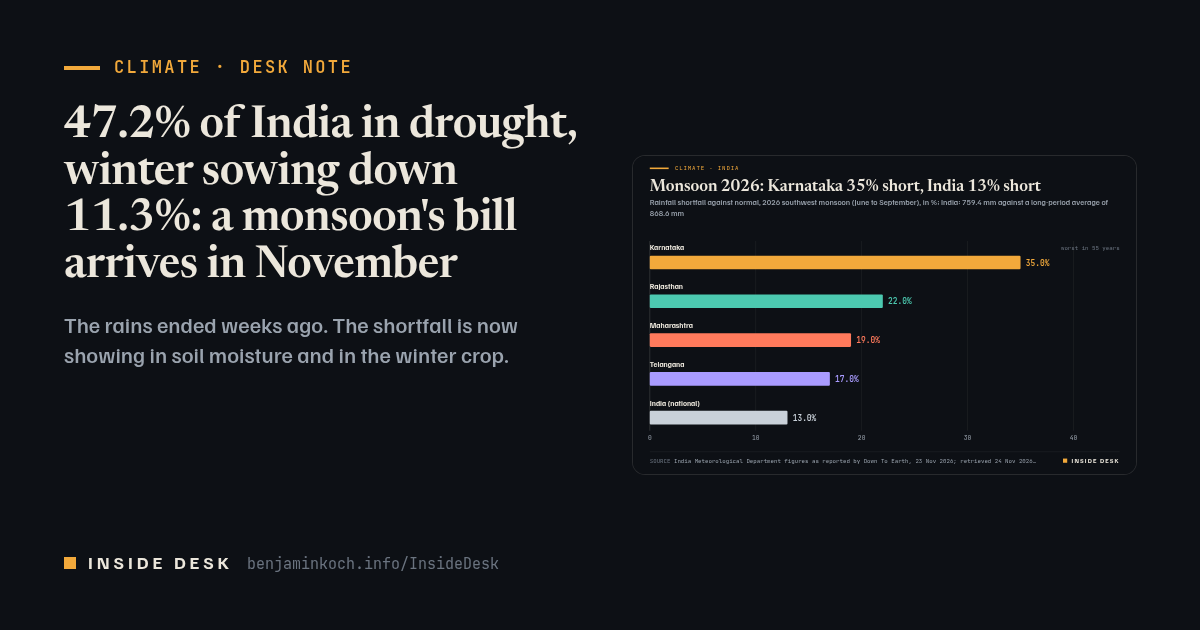 CLIMATE · DESK NOTE
47.2% of India in drought,
winter sowing down
11.3%: a monsoon's bill
arrives in November
The rains ended weeks ago. The shortfall is now
showing in soil moisture and in the winter crop.
CLIMATE · INDIA
Monsoon 2026: Karnataka 35% short, India 13% short
Rainfall shortfall against normal, 2026 southwest monsoon (June to September), in %: India: 759.4 mm against a long-period average of
868.6 mm
Karnataka
worst in 55 years
35.0%
Rajasthan
22.0%
Maharashtra
19.0%
Telangana
17.0%
India (national)
13.0%
0 10 20 30 40
SOURCE India Meteorological Department figures as reported by Down To Earth, 23 Nov 2026; retrieved 24 Nov 2026…
INSIDE DESK
INSIDE DESK benjaminkoch.info/InsideDesk